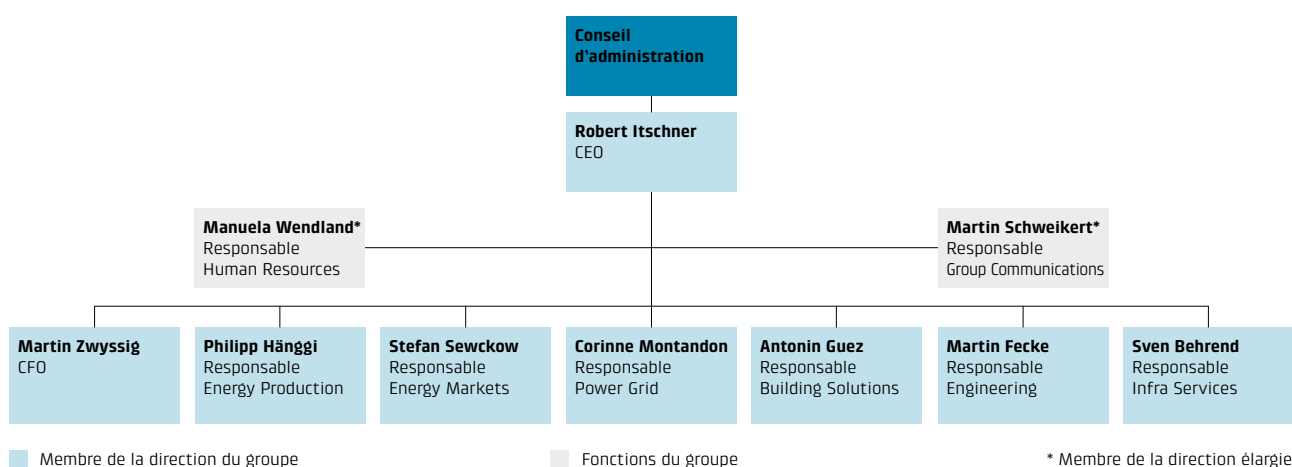 Conseil
d'administration
Robert Itschner
CEO
Manuela Wendland*
Responsable
Human Resources
Martin Schweikert*
Responsable
Group Communications
Martin Zwyssig
CFO
Philipp Hänggi
Responsable
Energy Production
Stefan Sewckow
Responsable
Energy Markets
Corinne Montandon
Responsable
Power Grid
Antonin Guez
Responsable
Building Solutions
Martin Fecke
Responsable
Engineering
Sven Behrend
Responsable
Infra Services
Membre de la direction du groupe
Fonctions du groupe
* Membre de la direction élargie